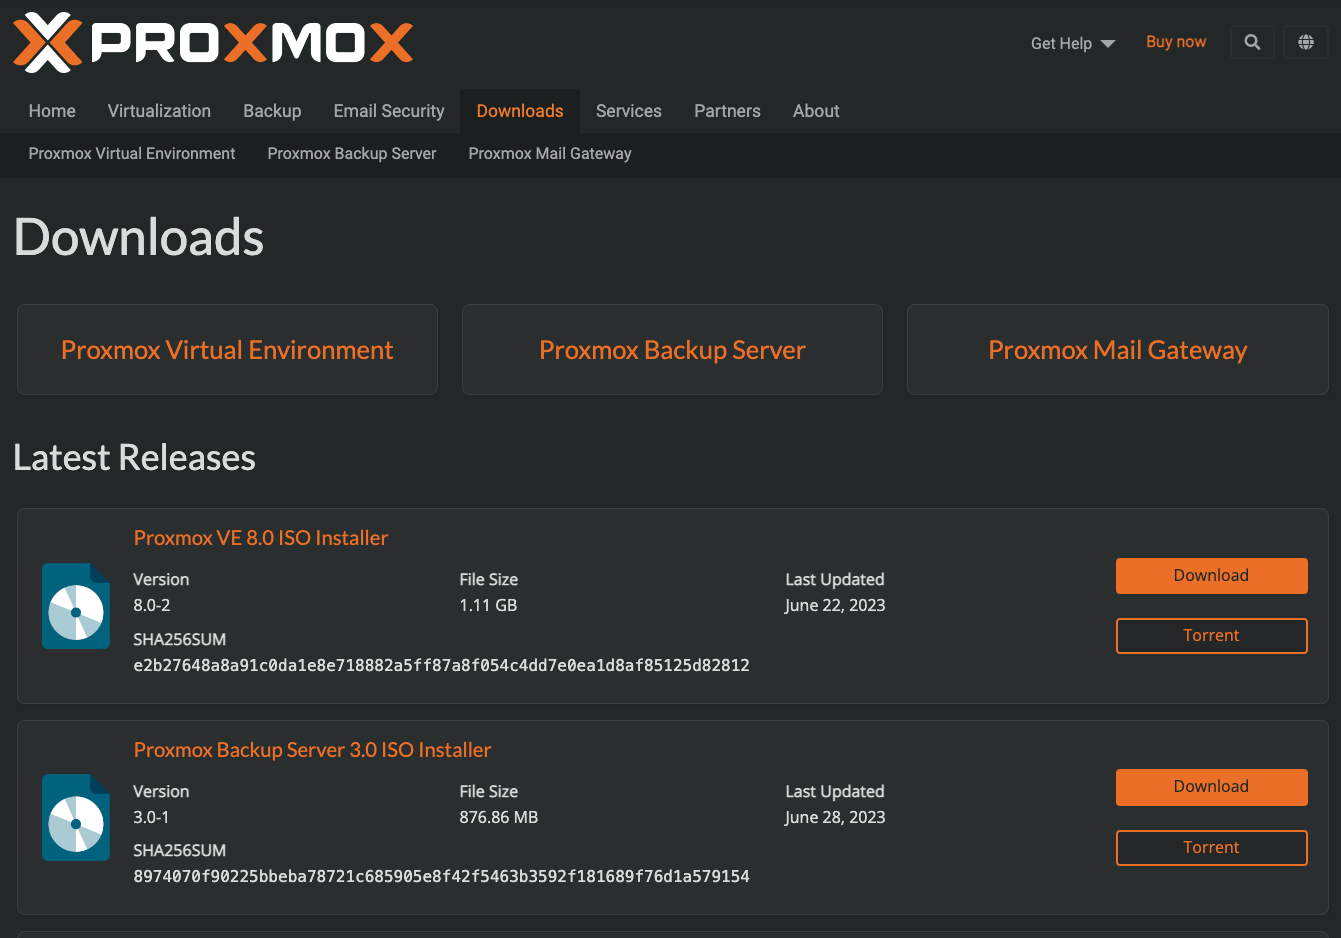 PROXMOX
Get Help
Buy now
Home Virtualization Backup Email Security Downloads Services Partners About
Proxmox Virtual Environment Proxmox Backup Server Proxmox Mail Gateway
Downloads
Proxmox Virtual Environment
Proxmox Backup Server
Proxmox Mail Gateway
Latest Releases
Proxmox VE 8.0 ISO Installer
Version File Size Last Updated
8.0-2 1.11 GB June 22, 2023
SHA256SUM
e2b27648a8a91c0da1e8e718882a5ff87a8f054c4dd7e0ea1d8af85125d82812
Download
Torrent
Proxmox Backup Server 3.0 ISO Installer
Version File Size Last Updated
3.0-1 876.86 MB June 28, 2023
SHA256SUM
8974070f90225bbeba78721c685905e8f42f5463b3592f181689f76d1a579154
Download
Torrent